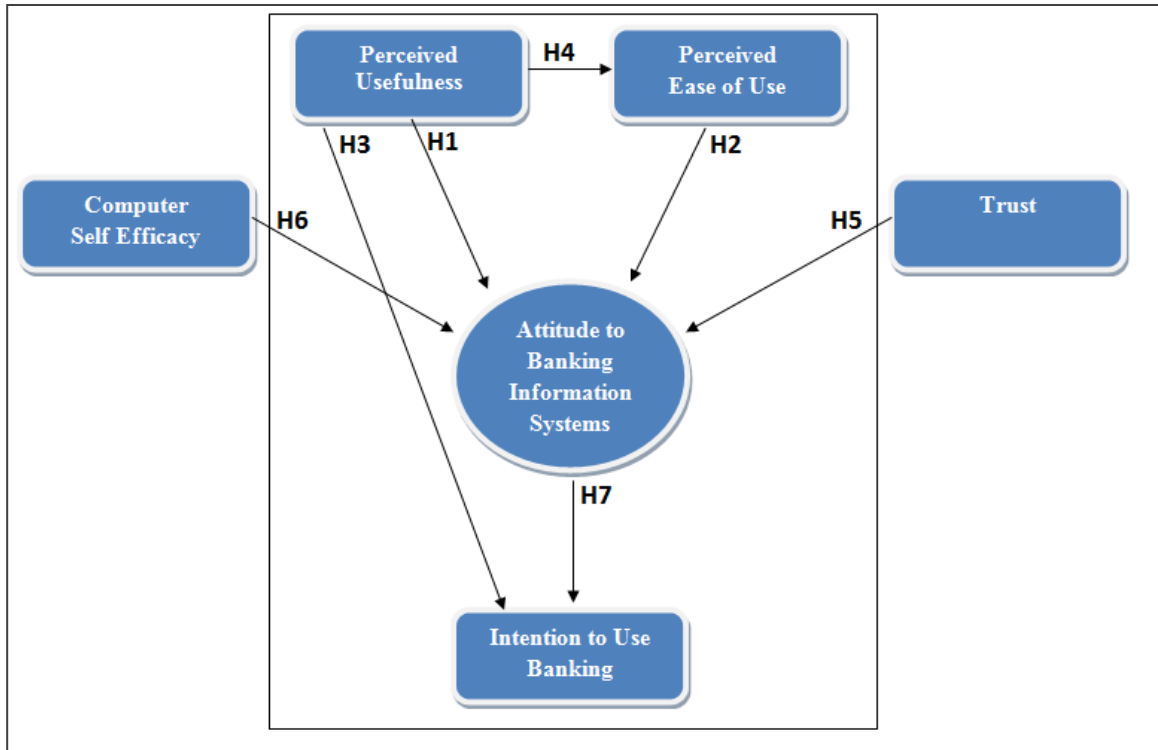 Perceived
Usefulness
H4
Perceived
Ease of Use
H3
H1
H2
Computer
Self Efficacy
H6
H5
Trust
Attitude to
Banking
Information
Systems
H7
Intention to Use
Banking